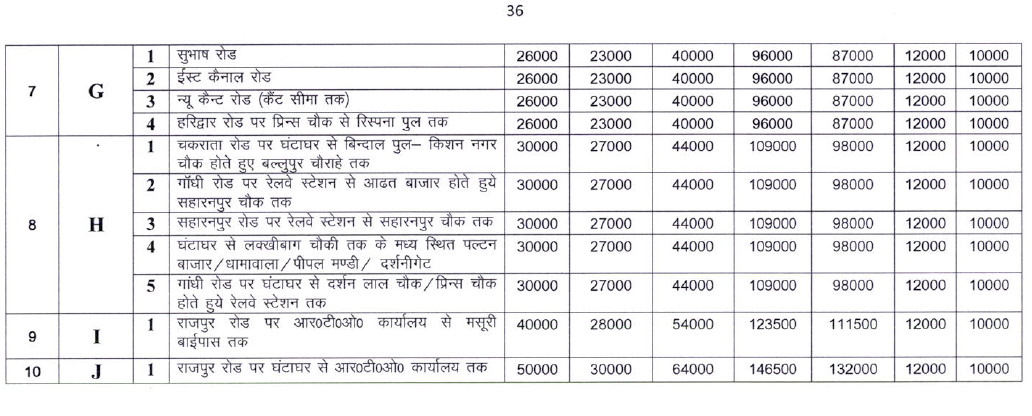 36
7 G 1 सुभाष रोड 26000 23000 40000 96000 87000 12000 10000
2 ईस्ट कैनाल रोड 26000 23000 40000 96000 87000 12000 10000
3 न्यू कैन्ट रोड (कैंट सीमा तक) 26000 23000 40000 96000 87000 12000 10000
4 हरिद्वार रोड पर प्रिन्स चौक से रिस्पना पुल तक 26000 23000 40000 96000 87000 12000 10000
8 H 1 चकराता रोड पर घंटाघर से बिन्दाल पुल– किशन नगर 30000 27000 44000 109000 98000 12000 10000
चौक होते हुए बल्लुपुर चौराहे तक
2 गॉधी रोड पर रेलवे स्टेशन से आढत बाजार होते हुये 30000 27000 44000 109000 98000 12000 10000
सहारनपुर चौक तक
3 सहारनपुर रोड पर रेलवे स्टेशन से सहारनपुर चौक तक 30000 27000 44000 109000 98000 12000 10000
4 घंटाघर से लक्खीबाग चौकी तक के मध्य स्थित पल्टन 30000 27000 44000 109000 98000 12000 10000
बाजार/धामावाला/पीपल मण्डी/ दर्शनीगेट
5 गांधी रोड पर घंटाघर से दर्शन लाल चौक/प्रिन्स चौक 30000 27000 44000 109000 98000 12000 10000
होते हुये रेलवे स्टेशन तक
9 I 1 राजपुर रोड पर आर0टी0ओ0 कार्यालय से मसूरी 40000 28000 54000 123500 111500 12000 10000
बाईपास तक
10 J 1 राजपुर रोड पर घंटाघर से आर0टी0ओ0 कार्यालय तक 50000 30000 64000 146500 132000 12000 10000